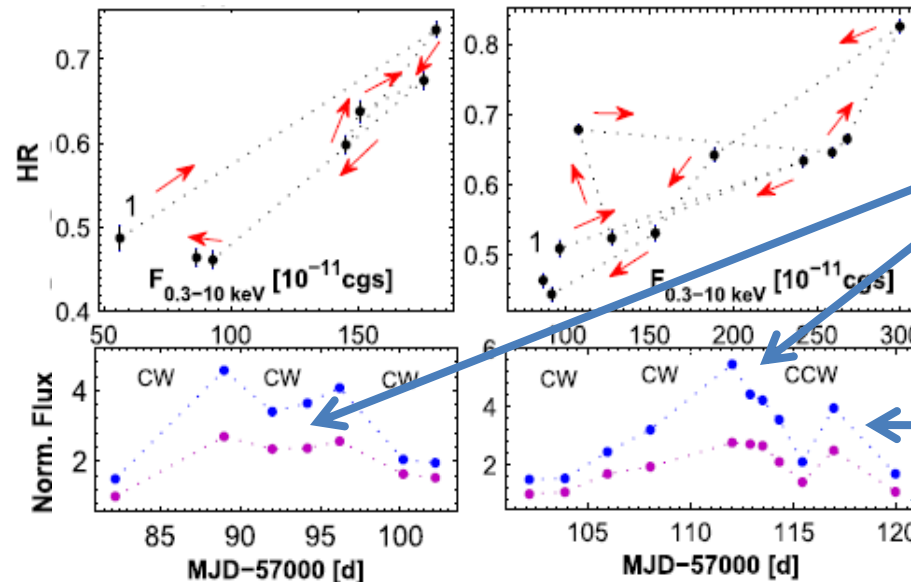 HR
0.7
0.6
0.5
0.4
1
F0.3−10 keV [10−11cgs]
50 100 150
0.8
0.7
0.6
0.5
1
F0.3−10 keV [10−11cgs]
100 150 200 250 300
Norm. Flux
4
2
CW CW CW
85 90 95 100
MJD−57000 [d]
6
4
2
CW CW CCW
105 110 115 120
MJD−57000 [d]